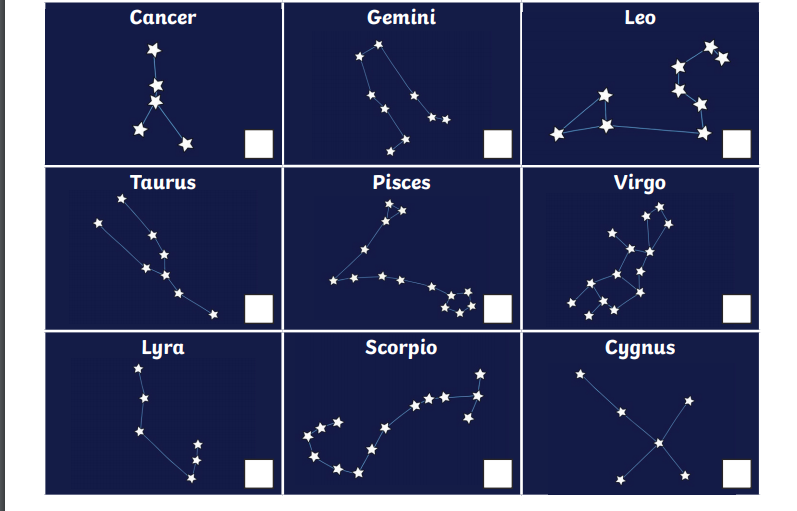 Cancer
Gemini
Leo
Taurus
Pisces
Virgo
Lyra
Scorpio
Cygnus